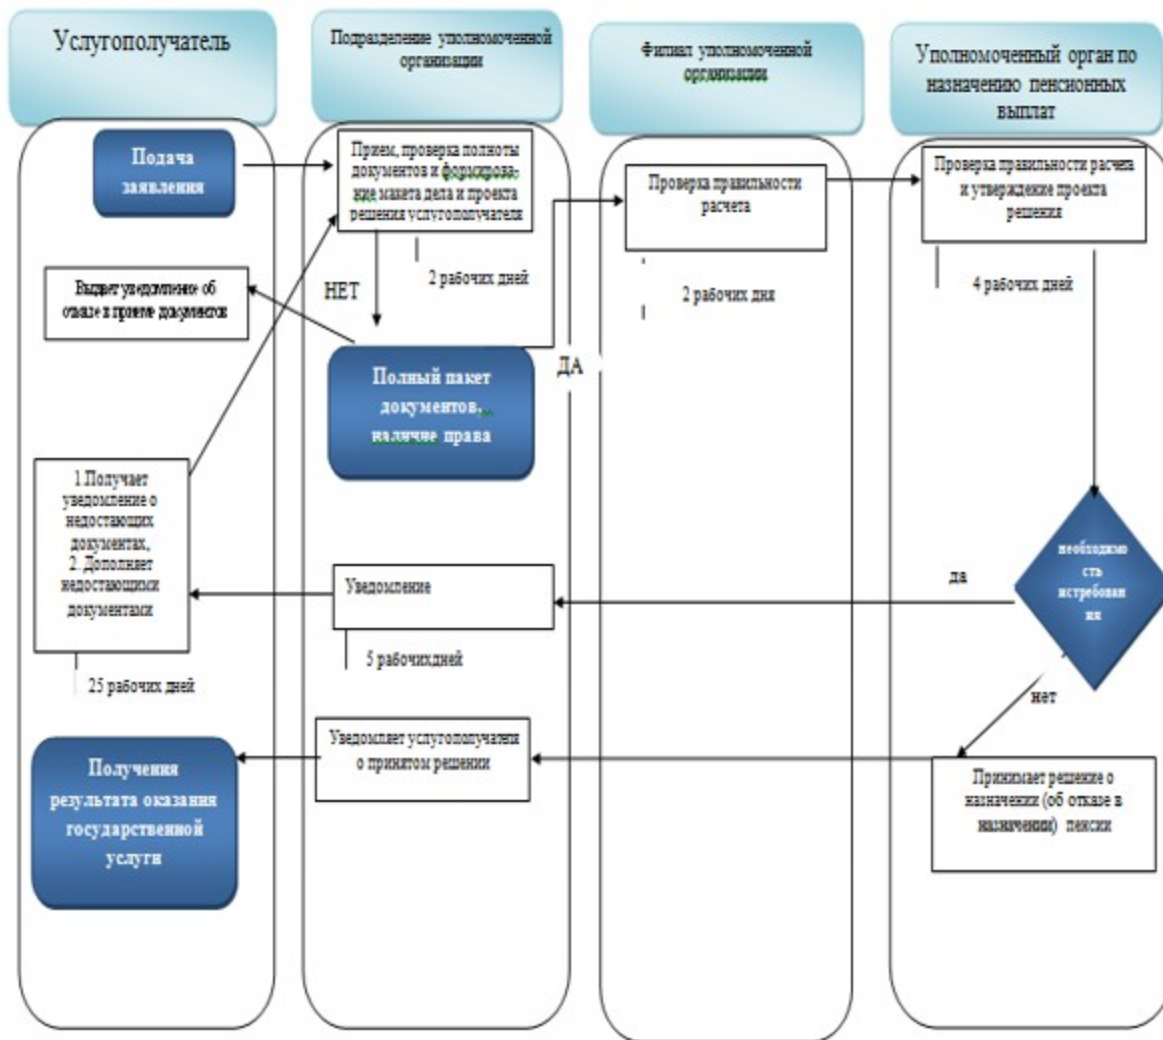 Услугополучатель
Подразделение уполномоченной
организации
Филиал уполномоченной
организации
Уполномоченный орган по
назначению пенсионных
выплат
Подача
заявления
Прием, проверка полноты
документов и формирова-
ние макета дела и проекта
решения услугополучателя
Проверка правильности
расчета
Проверка правильности расчета
и утверждение проекта
решения
2 рабочих дней
2 рабочих дня
4 рабочих дней
Выдает уведомление об
отказе в приеме документов
НЕТ
ДА
Полный пакет
документов,
наличие права
1.Получает
уведомление о
недостающих
документах,
2. Дополняет
недостающими
документами
25 рабочих дней
Уведомление
5 рабочихдней
да
необходимо
сть
истребован
ия
нет
Получения
результата оказания
государственной
услуги
Уведомляет услугополучателя
о принятом решении
Принимает решение о
назначении (об отказе в
назначении) пенсии